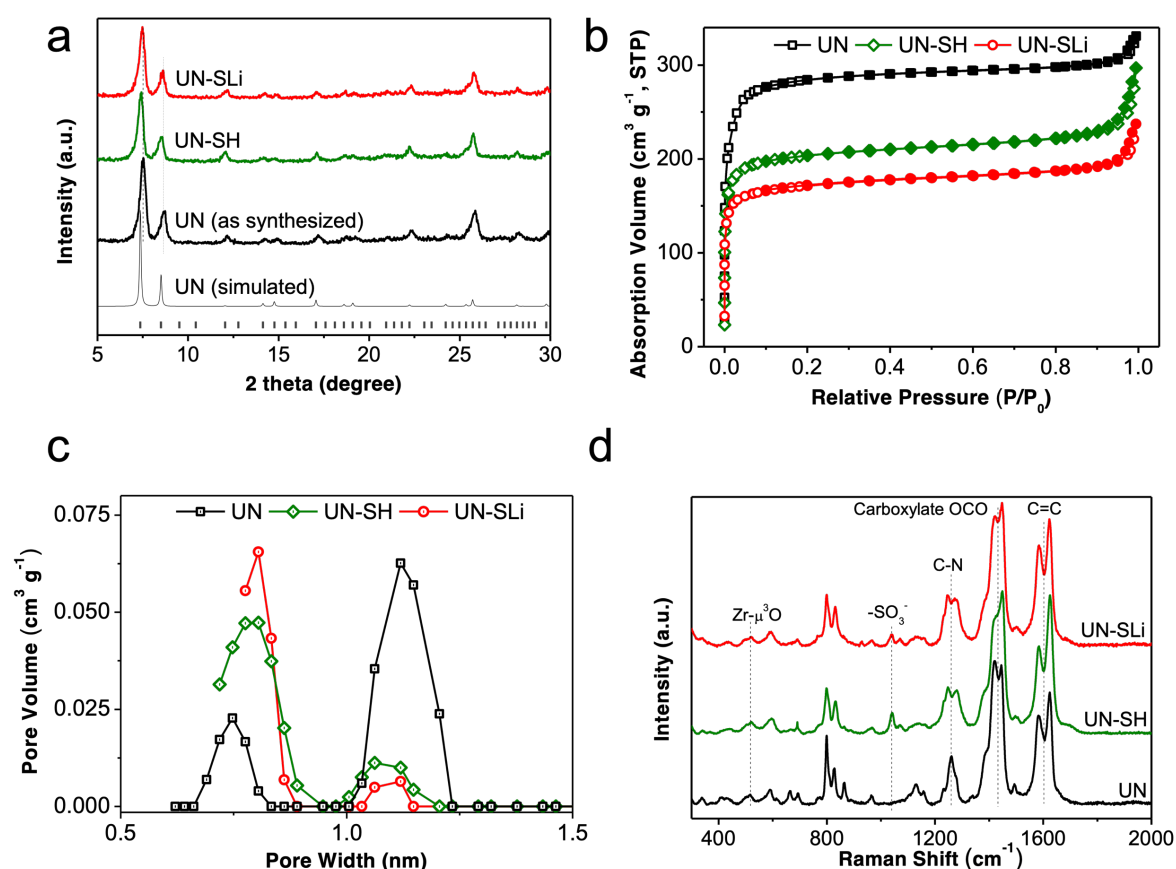 a
Intensity (a.u.)
UN-SLi
UN-SH
UN (as synthesized)
UN (simulated)
5 10 15 20 25 30
2 theta (degree)
b
Absorption Volume (cm³ g⁻¹, STP)
UN UN-SH UN-SLi
300
200
100
0
0.0 0.2 0.4 0.6 0.8 1.0
Relative Pressure (P/P₀)
c
Pore Volume (cm³ g⁻¹)
UN UN-SH UN-SLi
0.075
0.050
0.025
0.000
0.5 1.0 1.5
Pore Width (nm)
d
Intensity (a.u.)
Carboxylate OCO C=C
C-N
Zr-μ³O -SO₃⁻
UN-SLi
UN-SH
UN
400 800 1200 1600 2000
Raman Shift (cm⁻¹)